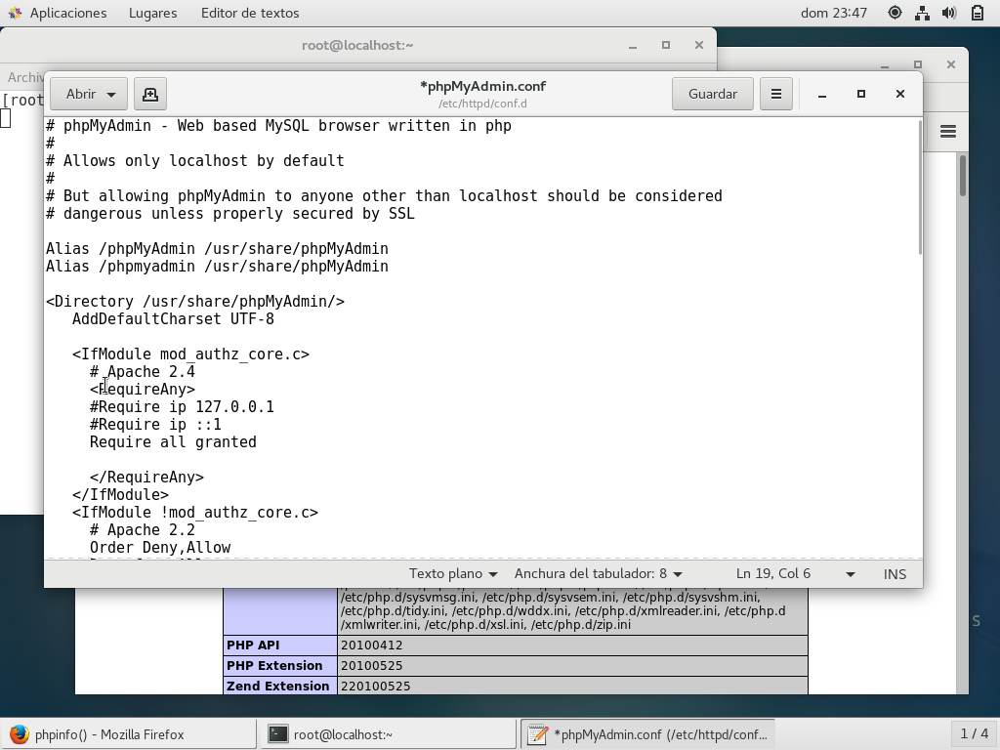 Aplicaciones Lugares Editor de textos dom 23:47
root@localhost:~
Archiv
[root
Abrir *phpMyAdmin.conf Guardar
/etc/httpd/conf.d
# phpMyAdmin - Web based MySQL browser written in php
#
# Allows only localhost by default
#
# But allowing phpMyAdmin to anyone other than localhost should be considered
# dangerous unless properly secured by SSL
Alias /phpMyAdmin /usr/share/phpMyAdmin
Alias /phpmyadmin /usr/share/phpMyAdmin
<Directory /usr/share/phpMyAdmin/>
AddDefaultCharset UTF-8
<IfModule mod_authz_core.c>
# Apache 2.4
<RequireAny>
#Require ip 127.0.0.1
#Require ip ::1
Require all granted
</RequireAny>
</IfModule>
<IfModule !mod_authz_core.c>
# Apache 2.2
Order Deny,Allow
Texto plano Anchura del tabulador: 8 Ln 19, Col 6 INS
/etc/php.d/sysvmsg.ini, /etc/php.d/sysvsem.ini, /etc/php.d/sysvshm.ini,
/etc/php.d/tidy.ini, /etc/php.d/wddx.ini, /etc/php.d/xmlreader.ini, /etc/php.d
/xmlwriter.ini, /etc/php.d/xsl.ini, /etc/php.d/zip.ini
S
PHP API 20100412
PHP Extension 20100525
Zend Extension 220100525
phpinfo() - Mozilla Firefox root@localhost:~ *phpMyAdmin.conf (/etc/httpd/conf... 1 / 4